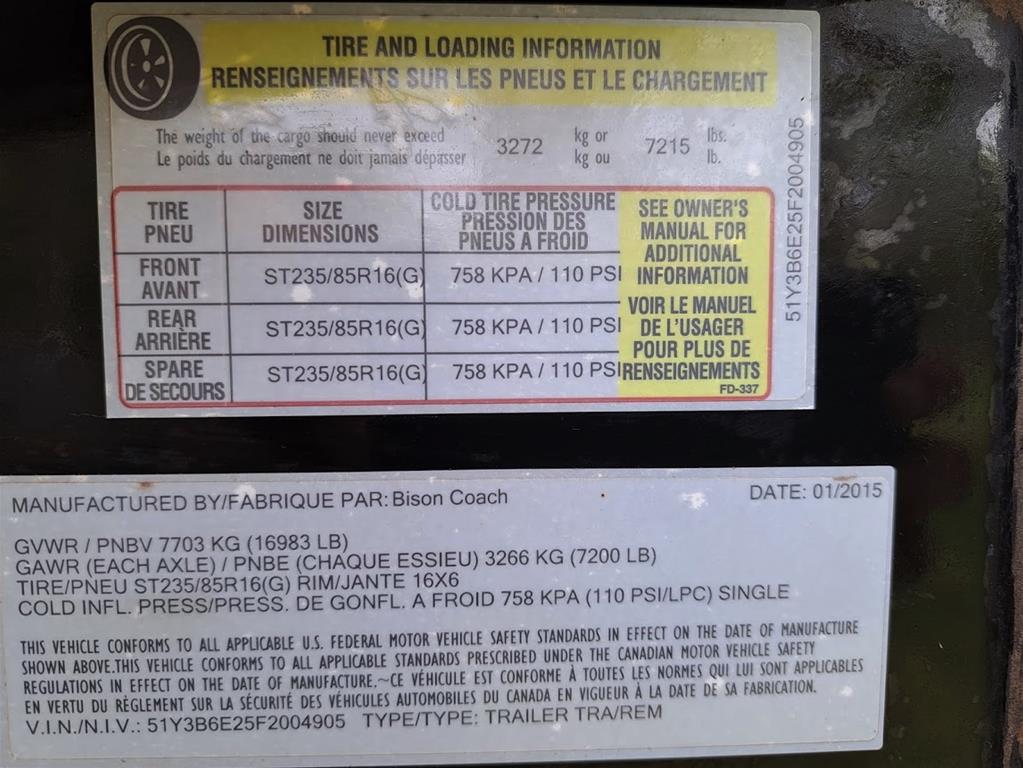 TIRE AND LOADING INFORMATION
RENSEIGNEMENTS SUR LES PNEUS ET LE CHARGEMENT
The weight of the cargo should never exceed 3272 kg or 7215 lbs.
Le poids du chargement ne doit jamais dépasser kg ou lb.
TIRE PNEU SIZE DIMENSIONS COLD TIRE PRESSURE PRESSION DES PNEUS A FROID
FRONT AVANT ST235/85R16(G) 758 KPA / 110 PSI
REAR ARRIÈRE ST235/85R16(G) 758 KPA / 110 PSI
SPARE DE SECOURS ST235/85R16(G) 758 KPA / 110 PSI
SEE OWNER'S
MANUAL FOR
ADDITIONAL
INFORMATION
VOIR LE MANUEL
DE L'USAGER
POUR PLUS DE
RENSEIGNEMENTS
FD-337
51Y3B6E25F2004905
MANUFACTURED BY/FABRIQUE PAR: Bison Coach DATE: 01/2015
GVWR / PNBV 7703 KG (16983 LB)
GAWR (EACH AXLE) / PNBE (CHAQUE ESSIEU) 3266 KG (7200 LB)
TIRE/PNEU ST235/85R16(G) RIM/JANTE 16X6
COLD INFL. PRESS/PRESS. DE GONFL. A FROID 758 KPA (110 PSI/LPC) SINGLE
THIS VEHICLE CONFORMS TO ALL APPLICABLE U.S. FEDERAL MOTOR VEHICLE SAFETY STANDARDS IN EFFECT ON THE DATE OF MANUFACTURE
SHOWN ABOVE.THIS VEHICLE CONFORMS TO ALL APPLICABLE STANDARDS PRESCRIBED UNDER THE CANADIAN MOTOR VEHICLE SAFETY
REGULATIONS IN EFFECT ON THE DATE OF MANUFACTURE.~CE VÉHICULE EST CONFORME À TOUTES LES NORMES QUI LUI SONT APPLICABLES
EN VERTU DU RÈGLEMENT SUR LA SÉCURITÉ DES VÉHICULES AUTOMOBILES DU CANADA EN VIGUEUR À LA DATE DE SA FABRICATION.
V.I.N./N.I.V.: 51Y3B6E25F2004905 TYPE/TYPE: TRAILER TRA/REM